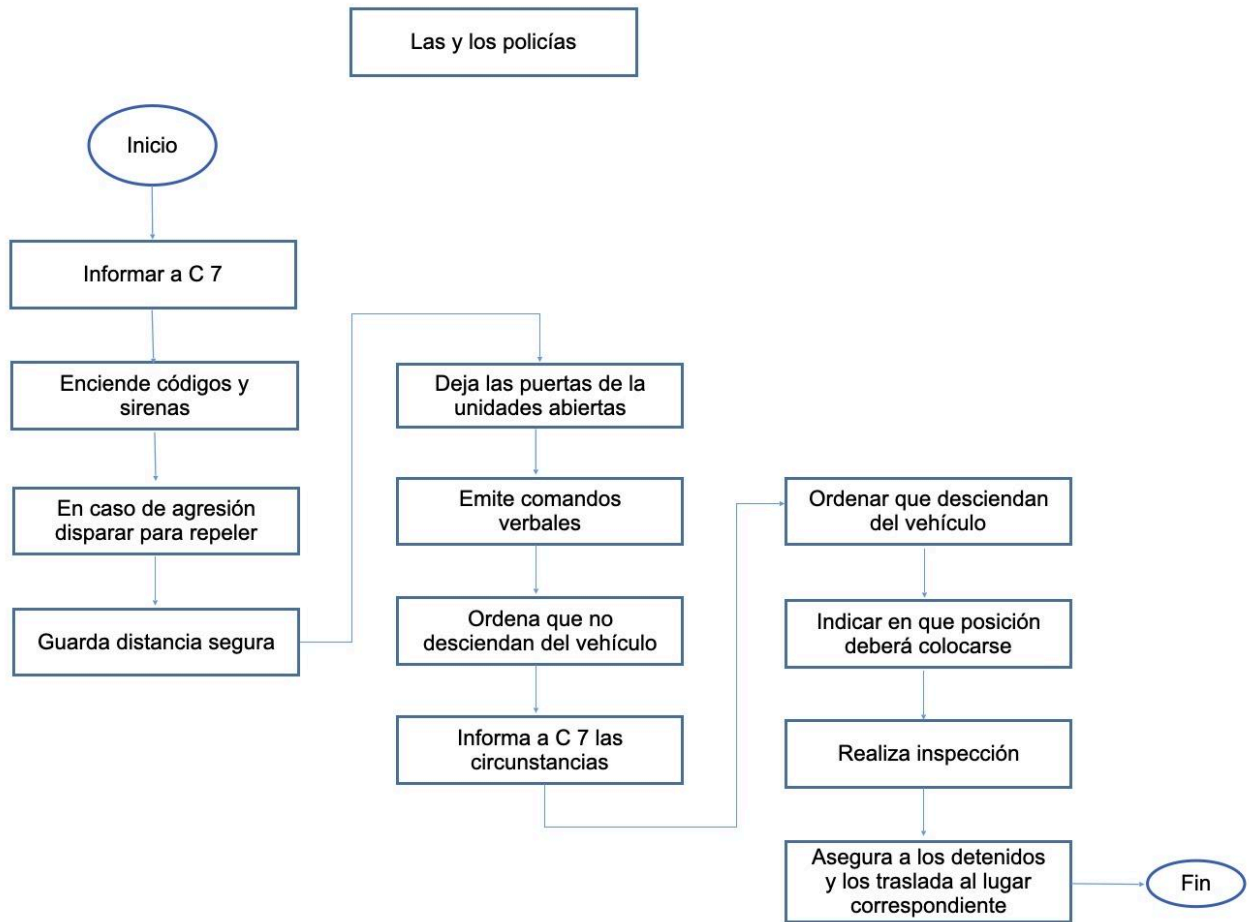 Las y los policías
Inicio
Informar a C 7
Enciende códigos y
sirenas
En caso de agresión
disparar para repeler
Guarda distancia segura
Deja las puertas de la
unidades abiertas
Emite comandos
verbales
Ordena que no
desciendan del vehículo
Informa a C 7 las
circunstancias
Ordenar que desciendan
del vehículo
Indicar en que posición
deberá colocarse
Realiza inspección
Asegura a los detenidos
y los traslada al lugar
correspondiente
Fin